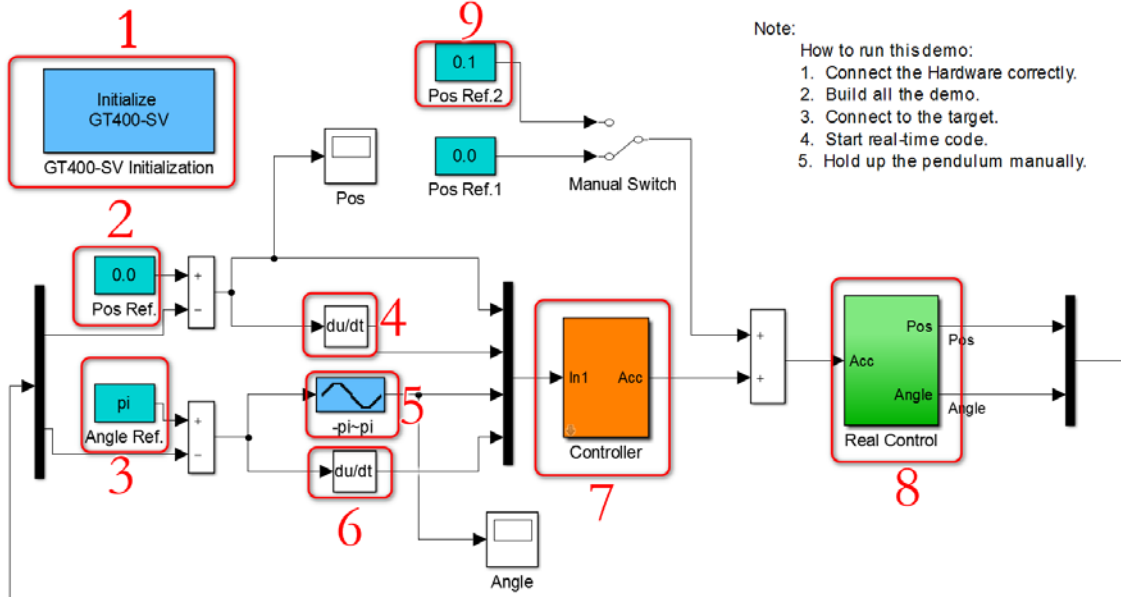 1
9
Note:
How to run this demo:
1. Connect the Hardware correctly.
2. Build all the demo.
3. Connect to the target.
4. Start real-time code.
5. Hold up the pendulum manually.
Initialize
GT400-SV
GT400-SV Initialization
0.1
Pos Ref.2
0.0
Pos Ref.1
Manual Switch
Pos
2
0.0
Pos Ref.
+
−
du/dt
4
pi
Angle Ref.
3
+
−
-pi~pi
5
du/dt
6
In1
Acc
Controller
7
+
+
Acc
Pos
Angle
Real Control
8
Pos
Angle
Angle